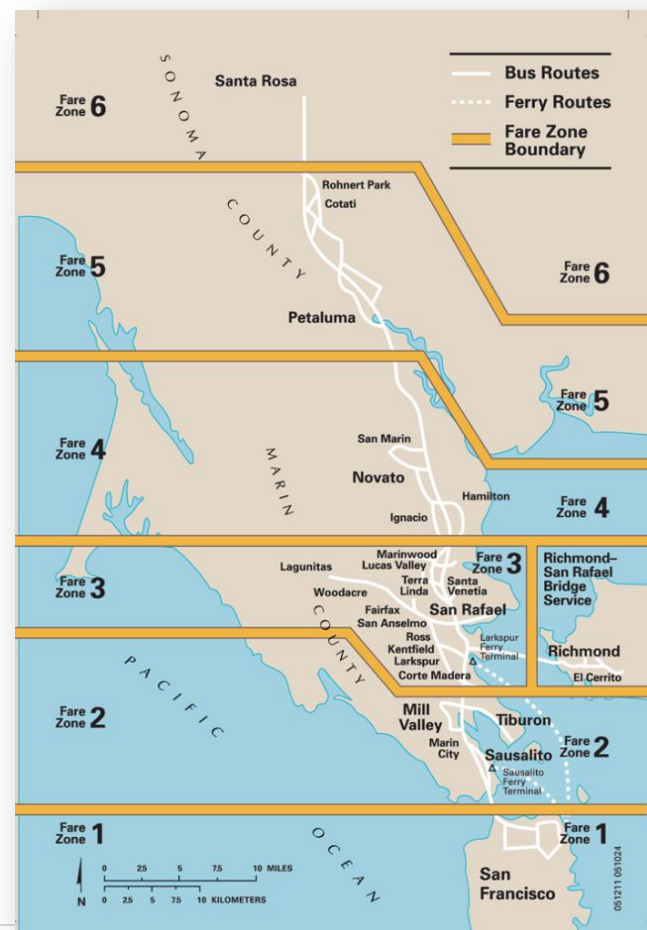 SONOMA
COUNTY
Santa Rosa
Bus Routes
Ferry Routes
Fare Zone
Boundary
Fare
Zone 6
Rohnert Park
Cotati
Fare
Zone 5
Fare
Zone 6
Petaluma
Fare
Zone 5
Fare
Zone 4
San Marin
Novato
MARIN
COUNTY
Hamilton
Fare
Zone 4
Ignacio
Marinwood
Lucas Valley
Fare
Zone 3
Richmond–
San Rafael
Bridge
Service
Fare
Zone 3
Lagunitas
Terra
Linda
Santa
Venetia
Woodacre
Fairfax
San Anselmo
San Rafael
Ross
Kentfield
Larkspur
Corte Madera
Larkspur
Ferry
Terminal
Richmond
El Cerrito
PACIFIC
OCEAN
Fare
Zone 2
Mill
Valley
Tiburon
Marin
City
Sausalito
Fare
Zone 2
Sausalito
Ferry
Terminal
Fare
Zone 1
Fare
Zone 1
N
0 2.5 5 7.5 10 MILES
0 2.5 5 7.5 10 KILOMETERS
San
Francisco
051211 051024